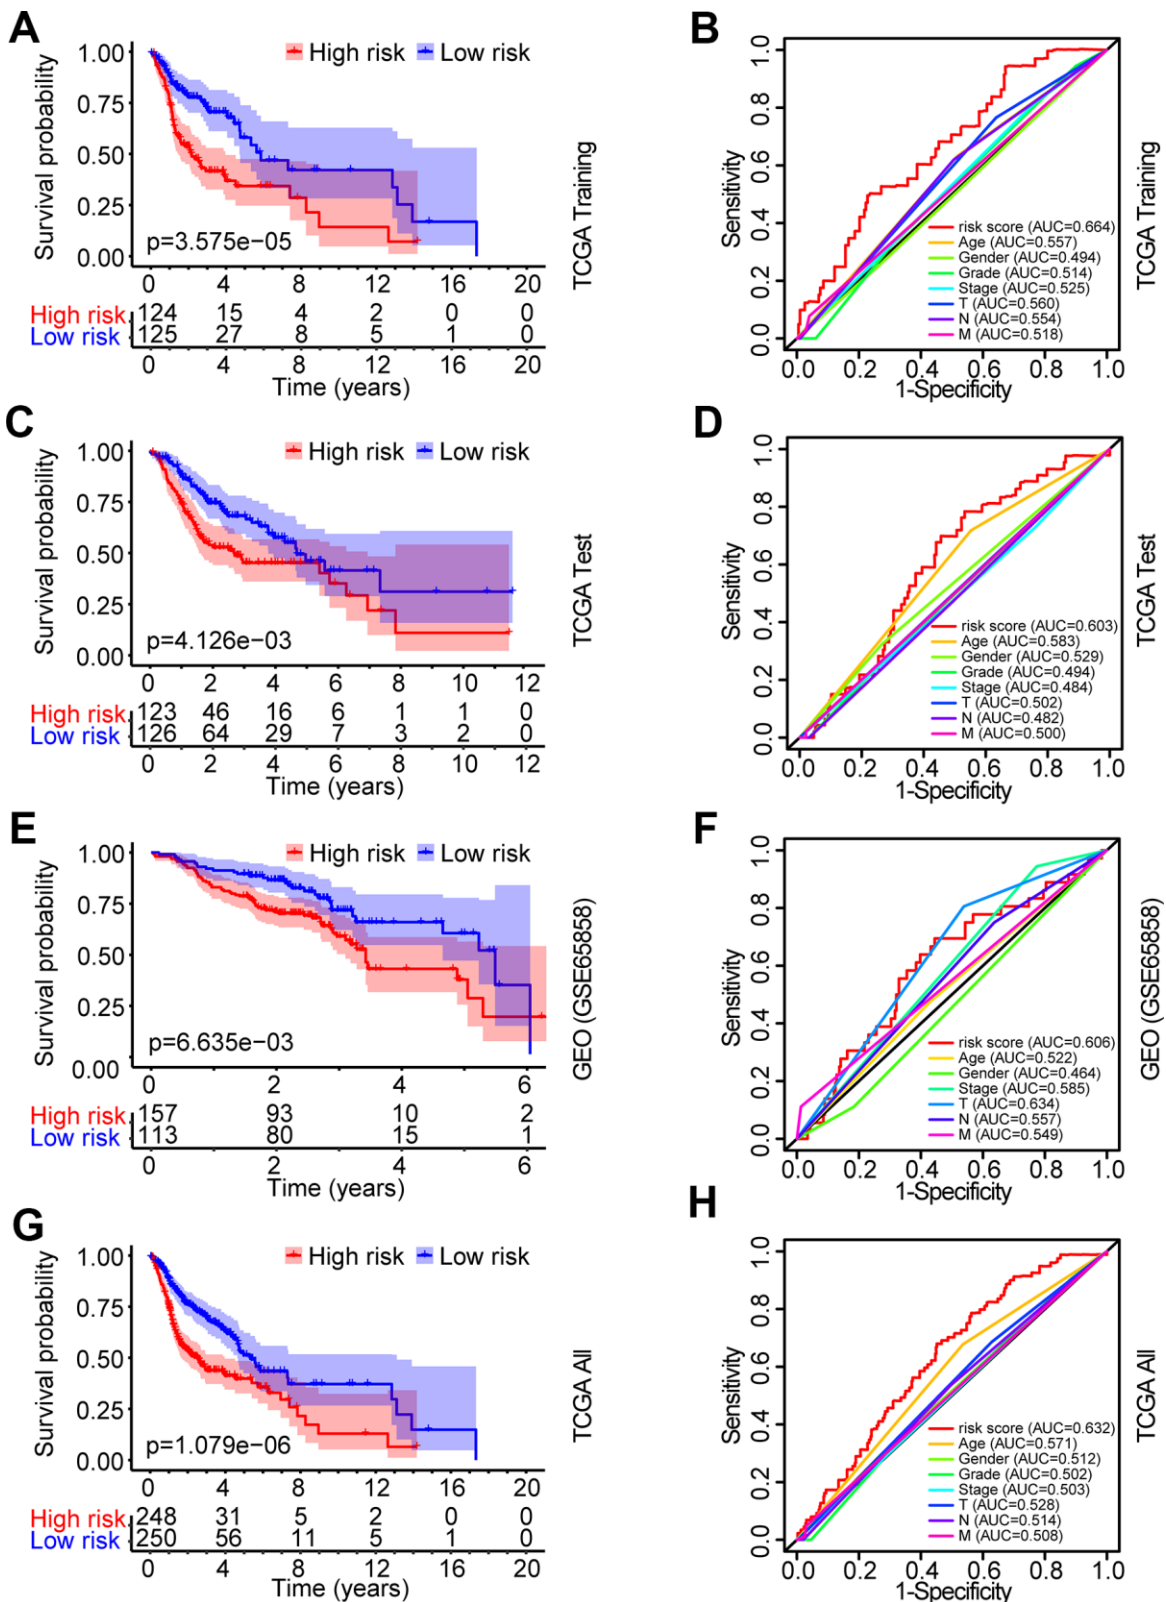 A
High risk Low risk
Survival probability
1.00
0.75
0.50
0.25
0.00
p=3.575e−05
0 4 8 12 16 20
High risk 124 15 4 2 0 0
Low risk 125 27 8 5 1 0
0 4 8 12 16 20
Time (years)
TCGA Training
B
Sensitivity
1.0
0.8
0.6
0.4
0.2
0.0
risk score (AUC=0.664)
Age (AUC=0.557)
Gender (AUC=0.494)
Grade (AUC=0.514)
Stage (AUC=0.525)
T (AUC=0.560)
N (AUC=0.554)
M (AUC=0.518)
0.0 0.2 0.4 0.6 0.8 1.0
1-Specificity
TCGA Training
C
High risk Low risk
Survival probability
1.00
0.75
0.50
0.25
0.00
p=4.126e−03
0 2 4 6 8 10 12
High risk 123 46 16 6 1 1 0
Low risk 126 64 29 7 3 2 0
0 2 4 6 8 10 12
Time (years)
TCGA Test
D
Sensitivity
1.0
0.8
0.6
0.4
0.2
0.0
risk score (AUC=0.603)
Age (AUC=0.583)
Gender (AUC=0.529)
Grade (AUC=0.494)
Stage (AUC=0.484)
T (AUC=0.502)
N (AUC=0.482)
M (AUC=0.500)
0.0 0.2 0.4 0.6 0.8 1.0
1-Specificity
TCGA Test
E
High risk Low risk
Survival probability
1.00
0.75
0.50
0.25
0.00
p=6.635e−03
0 2 4 6
High risk 157 93 10 2
Low risk 113 80 15 1
0 2 4 6
Time (years)
GEO (GSE65858)
F
Sensitivity
1.0
0.8
0.6
0.4
0.2
0.0
risk score (AUC=0.606)
Age (AUC=0.522)
Gender (AUC=0.464)
Stage (AUC=0.585)
T (AUC=0.634)
N (AUC=0.557)
M (AUC=0.549)
0.0 0.2 0.4 0.6 0.8 1.0
1-Specificity
GEO (GSE65858)
G
High risk Low risk
Survival probability
1.00
0.75
0.50
0.25
0.00
p=1.079e−06
0 4 8 12 16 20
High risk 248 31 5 2 0 0
Low risk 250 56 11 5 1 0
0 4 8 12 16 20
Time (years)
TCGA All
H
Sensitivity
1.0
0.8
0.6
0.4
0.2
0.0
risk score (AUC=0.632)
Age (AUC=0.571)
Gender (AUC=0.512)
Grade (AUC=0.502)
Stage (AUC=0.503)
T (AUC=0.528)
N (AUC=0.514)
M (AUC=0.508)
0.0 0.2 0.4 0.6 0.8 1.0
1-Specificity
TCGA All